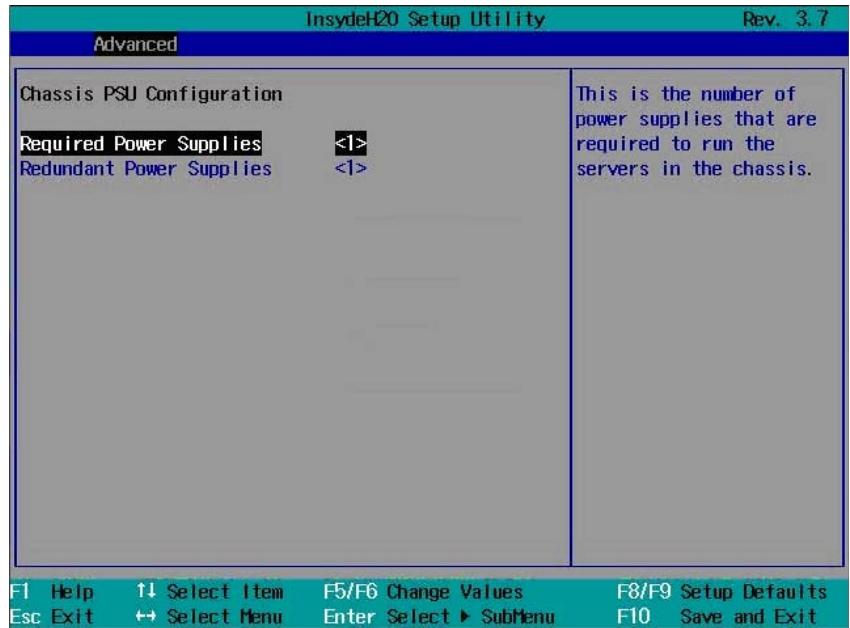 InsydeH2O Setup Utility Rev. 3.7
Advanced
Chassis PSU Configuration
Required Power Supplies <1>
Redundant Power Supplies <1>
This is the number of
power supplies that are
required to run the
servers in the chassis.
F1 Help ↑↓ Select Item F5/F6 Change Values F8/F9 Setup Defaults
Esc Exit ↔ Select Menu Enter Select ▶ SubMenu F10 Save and Exit